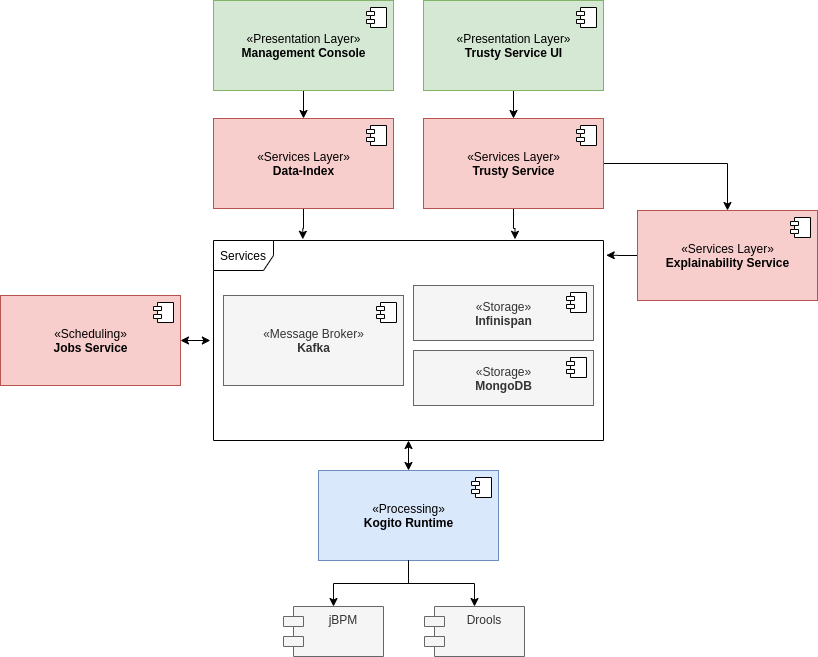 «Presentation Layer»
Management Console
«Presentation Layer»
Trusty Service UI
«Services Layer»
Data-Index
«Services Layer»
Trusty Service
«Services Layer»
Explainability Service
Services
«Scheduling»
Jobs Service
«Message Broker»
Kafka
«Storage»
Infinispan
«Storage»
MongoDB
«Processing»
Kogito Runtime
jBPM
Drools